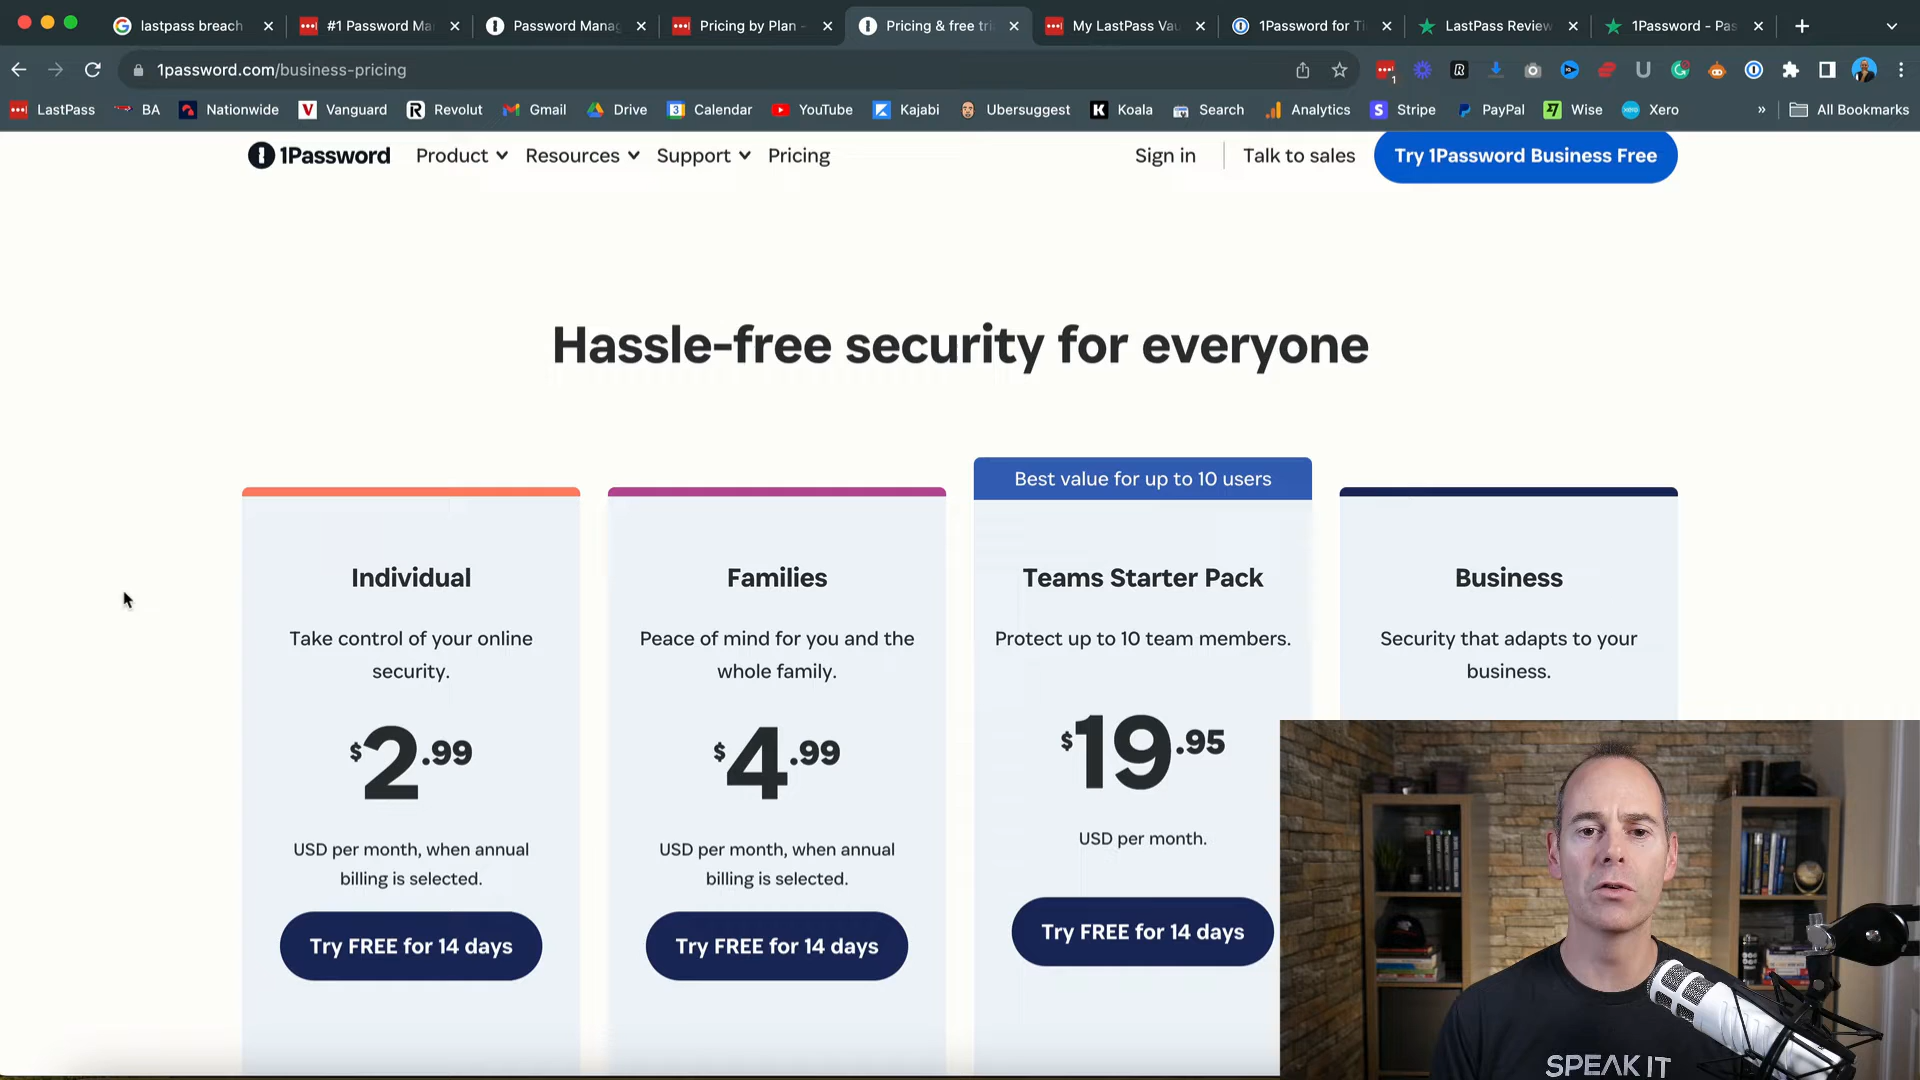 lastpass breach
#1 Password Ma
Password Manag
Pricing by Plan -
Pricing & free tri
My LastPass Vau
1Password for Ti
LastPass Review
1Password - Pas
1password.com/business-pricing
1
LastPass
BA
Nationwide
Vanguard
Revolut
Gmail
Drive
Calendar
YouTube
Kajabi
Ubersuggest
Koala
Search
Analytics
Stripe
PayPal
Wise
Xero
»
All Bookmarks
1Password
Product
Resources
Support
Pricing
Sign in
Talk to sales
Try 1Password Business Free
Hassle-free security for everyone
Individual
Take control of your online
security.
$2.99
USD per month, when annual
billing is selected.
Try FREE for 14 days
Families
Peace of mind for you and the
whole family.
$4.99
USD per month, when annual
billing is selected.
Try FREE for 14 days
Best value for up to 10 users
Teams Starter Pack
Protect up to 10 team members.
$19.95
USD per month.
Try FREE for 14 days
Business
Security that adapts to your
business.
SPEAK IT